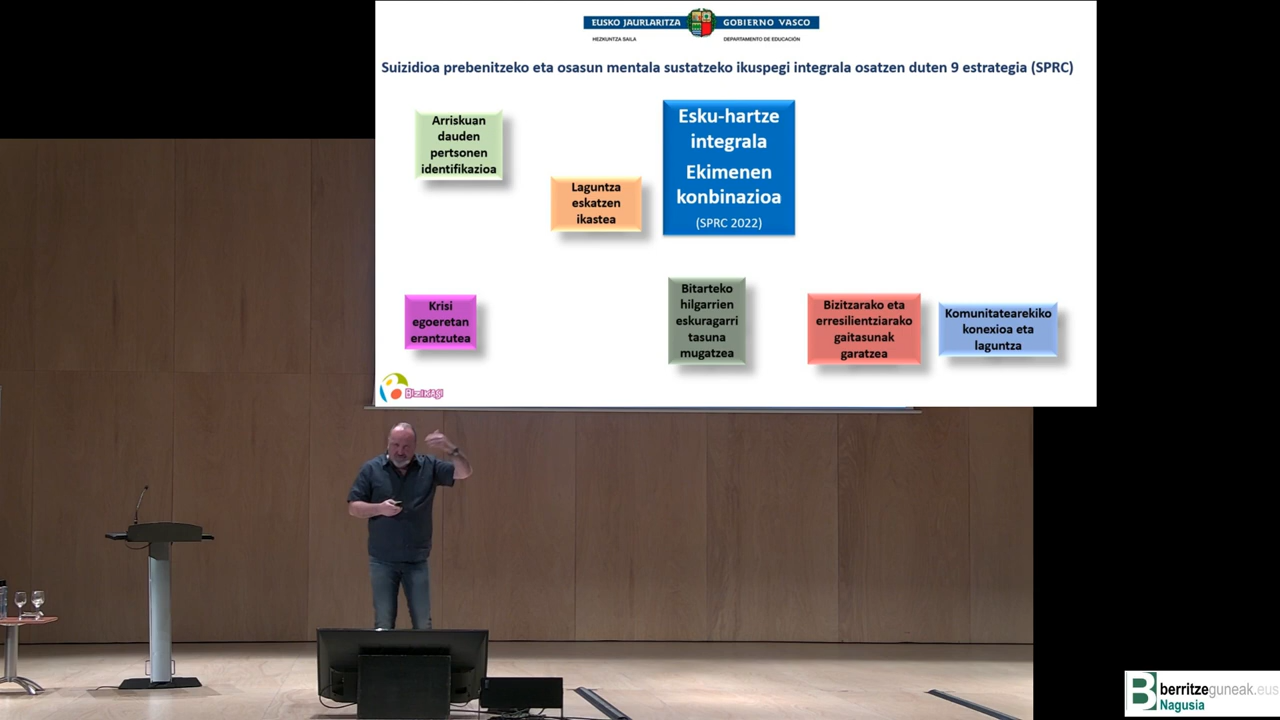 EUSKO JAURLARITZA
GOBIERNO VASCO
HEZKUNTZA SAILA
DEPARTAMENTO DE EDUCACIÓN
Suizidioa prebenitzeko eta osasun mentala sustatzeko ikuspegi integrala osatzen duten 9 estrategia (SPRC)
Arriskuan
dauden
pertsonen
identifikazioa
Laguntza
eskatzen
ikastea
Esku-hartze
integrala
Ekimenen
konbinazioa
(SPRC 2022)
Krisi
egoeretan
erantzutea
Bitarteko
hilgarrien
eskuragarri
tasuna
mugatzea
Bizitzarako eta
erresilientziarako
gaitasunak
garatzea
Komunitatearekiko
konexioa eta
laguntza
BIZIKASI
berritzeguneak.eus
Nagusia